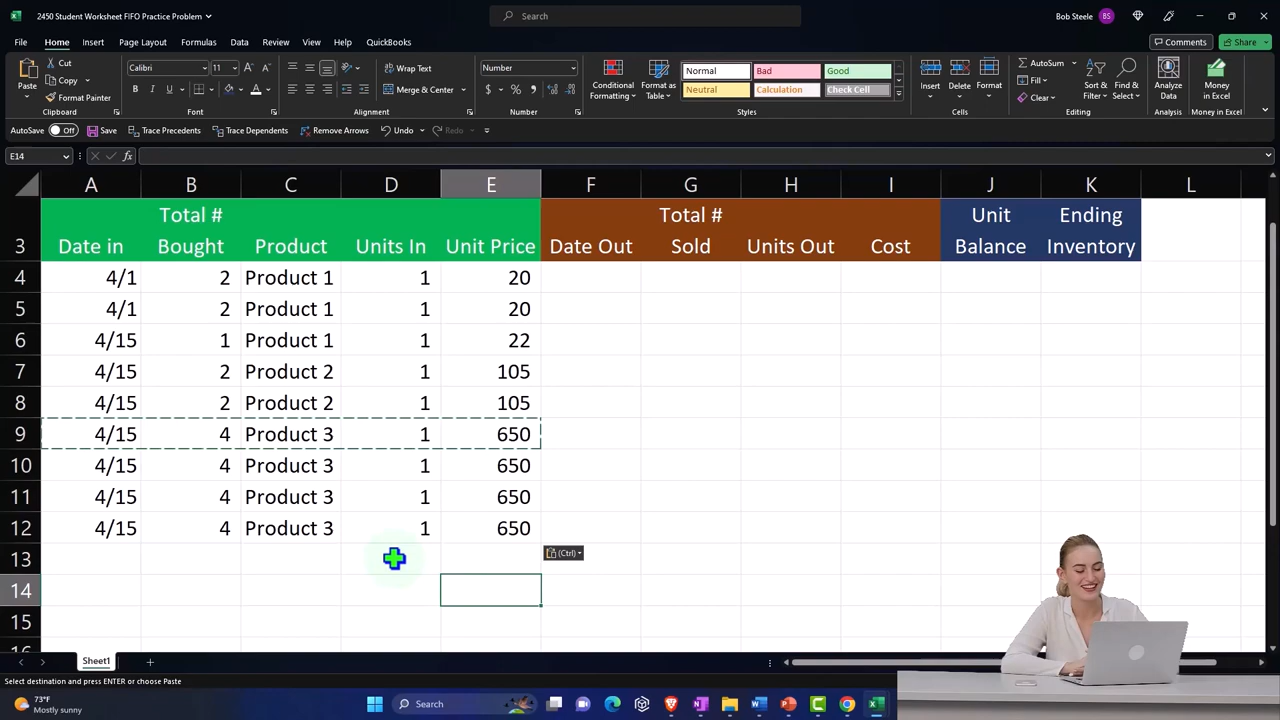 2450 Student Worksheet FIFO Practice Problem
Search
Bob Steele BS
File Home Insert Page Layout Formulas Data Review View Help QuickBooks Comments Share
Paste Cut Copy Format Painter Clipboard
Calibri 11 B I U Font
Wrap Text Merge & Center Alignment
Number $ % Number
Conditional Formatting Format as Table Normal Bad Good Neutral Calculation Check Cell Styles
Insert Delete Format Cells
AutoSum Fill Clear Sort & Filter Find & Select Editing
Analyze Data Analysis Money in Excel Money in Excel
AutoSave Off Save Trace Precedents Trace Dependents Remove Arrows Undo Redo
E14 fx
A B C D E F G H I J K L
3 Date in Total # Bought Product Units In Unit Price Date Out Total # Sold Units Out Cost Unit Balance Ending Inventory
4 4/1 2 Product 1 1 20
5 4/1 2 Product 1 1 20
6 4/15 1 Product 1 1 22
7 4/15 2 Product 2 1 105
8 4/15 2 Product 2 1 105
9 4/15 4 Product 3 1 650
10 4/15 4 Product 3 1 650
11 4/15 4 Product 3 1 650
12 4/15 4 Product 3 1 650
13 (Ctrl)
14
15
16
Sheet1
Select destination and press ENTER or choose Paste
73°F
Mostly sunny
Search